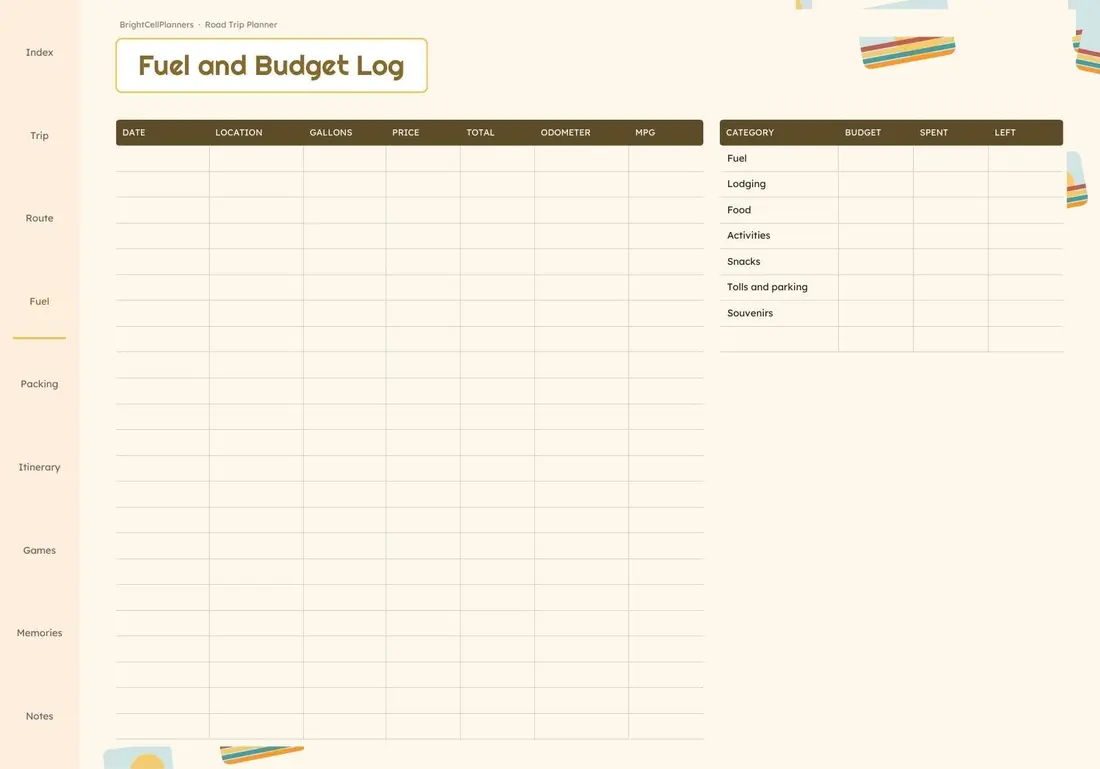 BrightCellPlanners · Road Trip Planner
Fuel and Budget Log
Index
Trip
Route
Fuel
Packing
Itinerary
Games
Memories
Notes
DATE LOCATION GALLONS PRICE TOTAL ODOMETER MPG
CATEGORY BUDGET SPENT LEFT
Fuel
Lodging
Food
Activities
Snacks
Tolls and parking
Souvenirs